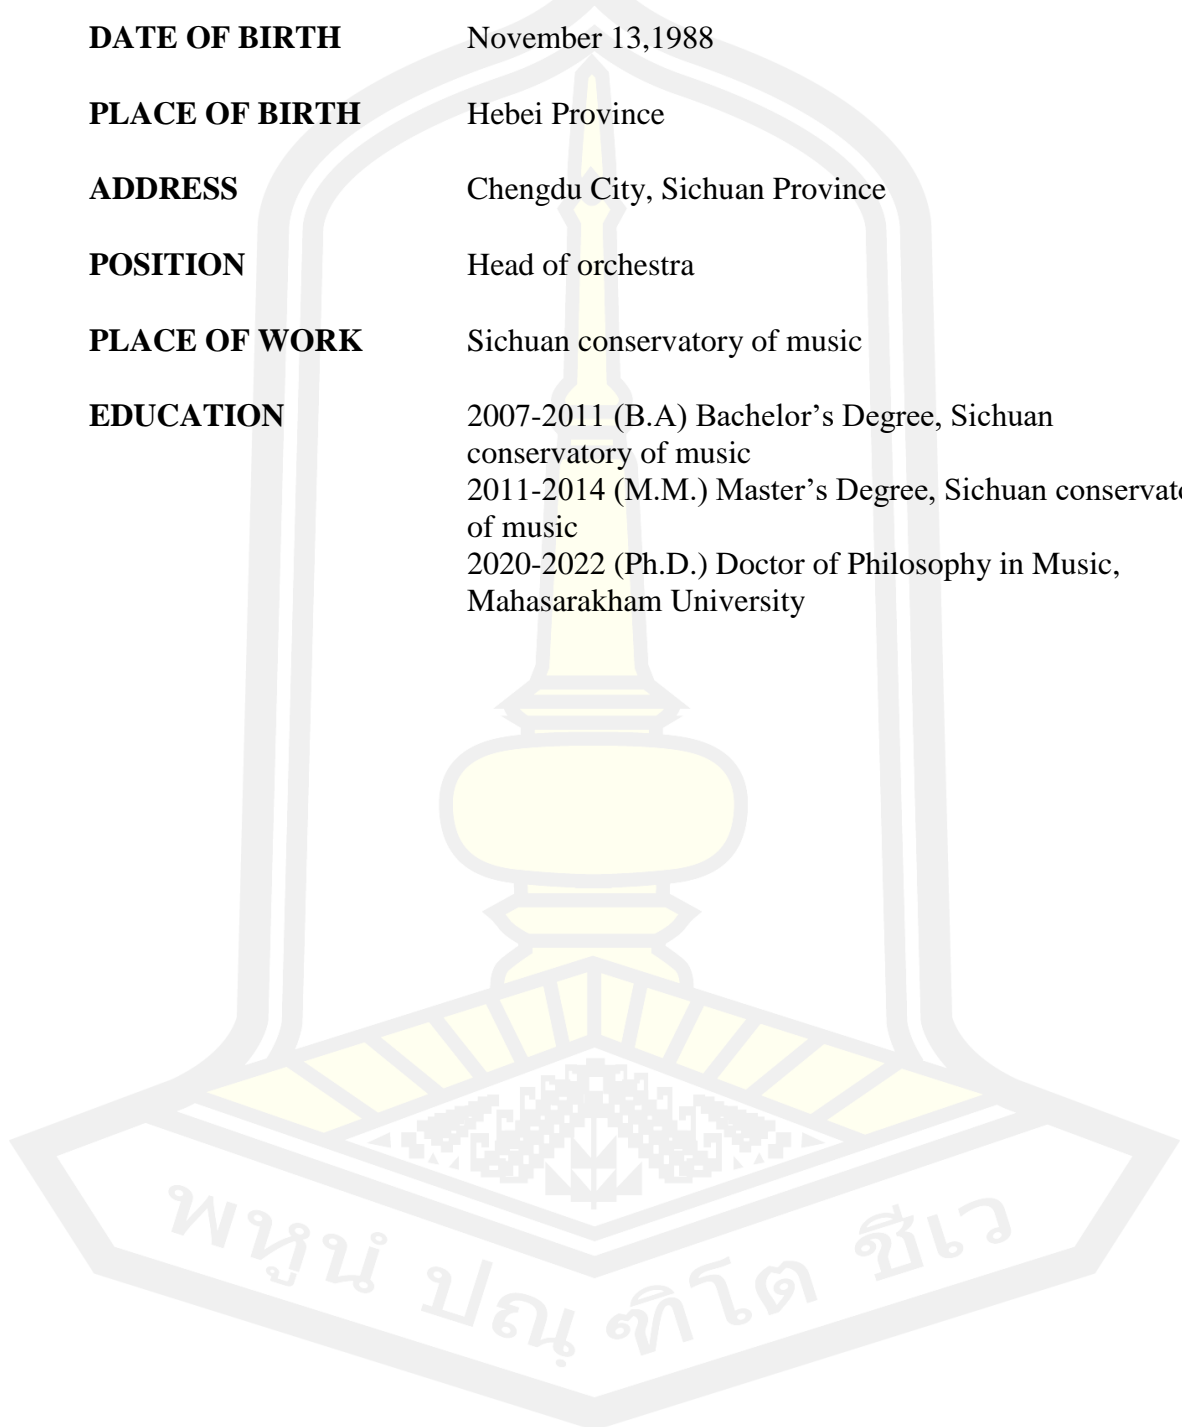 DATE OF BIRTH November 13,1988
PLACE OF BIRTH Hebei Province
ADDRESS Chengdu City, Sichuan Province
POSITION Head of orchestra
PLACE OF WORK Sichuan conservatory of music
EDUCATION 2007-2011 (B.A) Bachelor’s Degree, Sichuan
conservatory of music
2011-2014 (M.M.) Master’s Degree, Sichuan conservato
of music
2020-2022 (Ph.D.) Doctor of Philosophy in Music,
Mahasarakham University
พหูนํ ปณฺฑิโต ชีเว